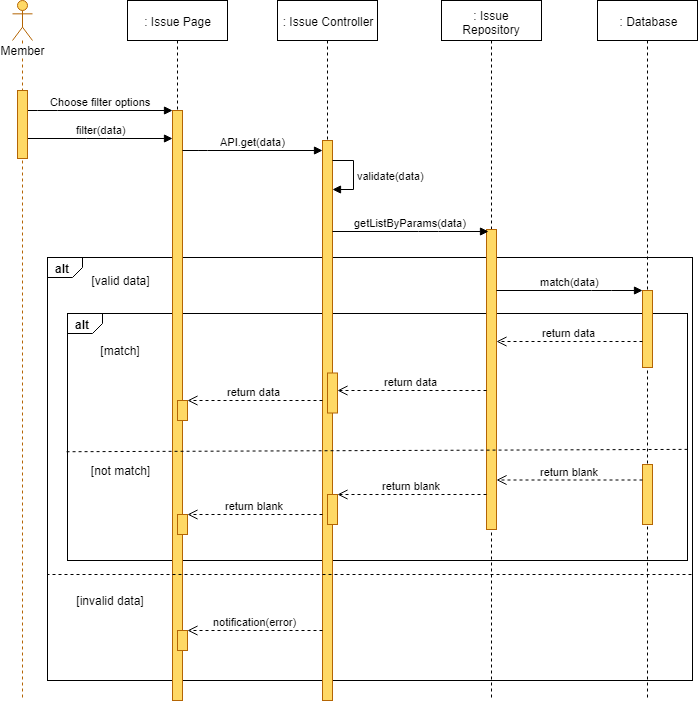 : Issue Page
: Issue Controller
: Issue
Repository
: Database
Member
Choose filter options
filter(data)
API.get(data)
validate(data)
getListByParams(data)
alt
[valid data]
match(data)
alt
[match]
return data
return data
return data
[not match]
return blank
return blank
return blank
[invalid data]
notification(error)